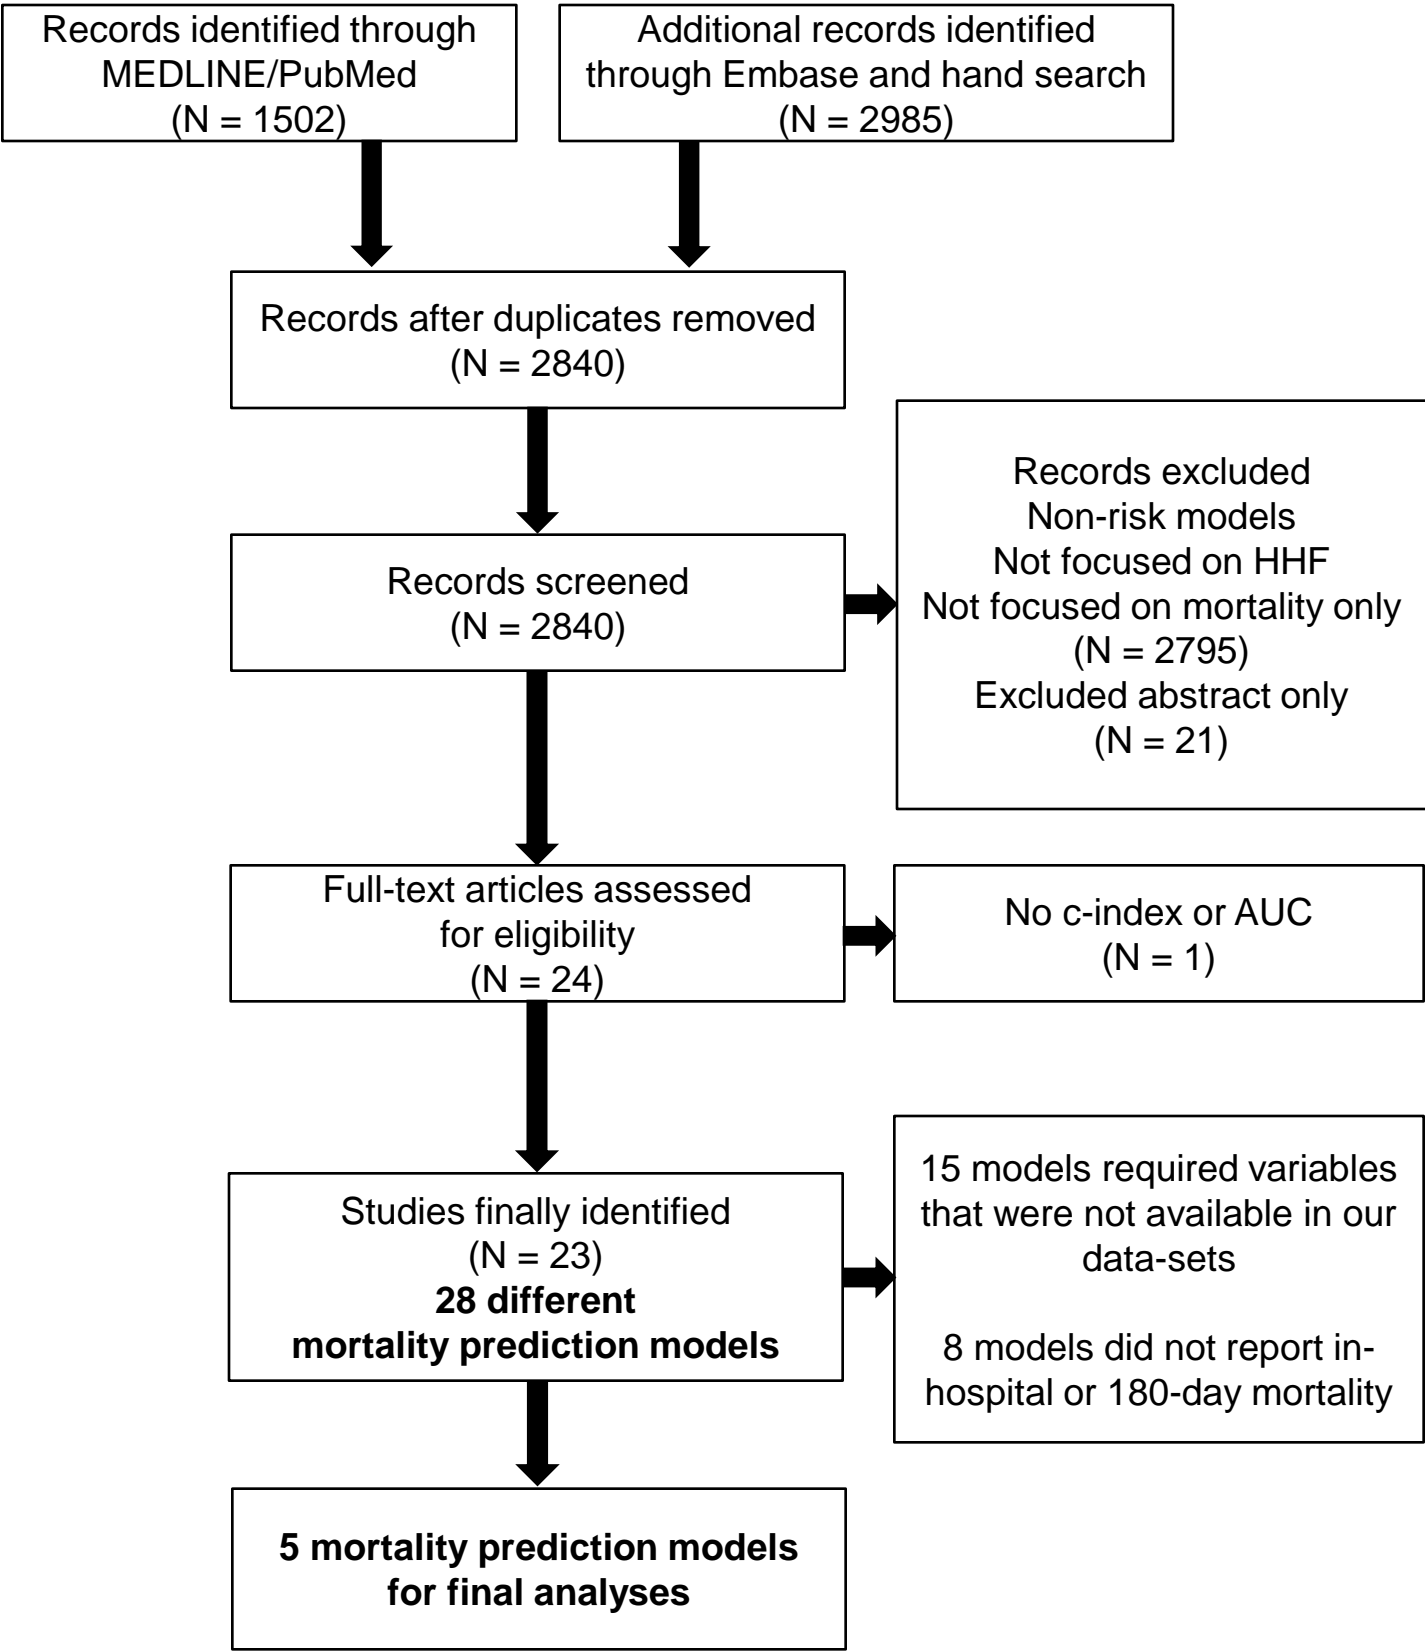 Records identified through
MEDLINE/PubMed
(N = 1502)
Additional records identified
through Embase and hand search
(N = 2985)
Records after duplicates removed
(N = 2840)
Records screened
(N = 2840)
Records excluded
Non-risk models
Not focused on HHF
Not focused on mortality only
(N = 2795)
Excluded abstract only
(N = 21)
Full-text articles assessed
for eligibility
(N = 24)
No c-index or AUC
(N = 1)
Studies finally identified
(N = 23)
28 different
mortality prediction models
15 models required variables
that were not available in our
data-sets
8 models did not report in-
hospital or 180-day mortality
5 mortality prediction models
for final analyses